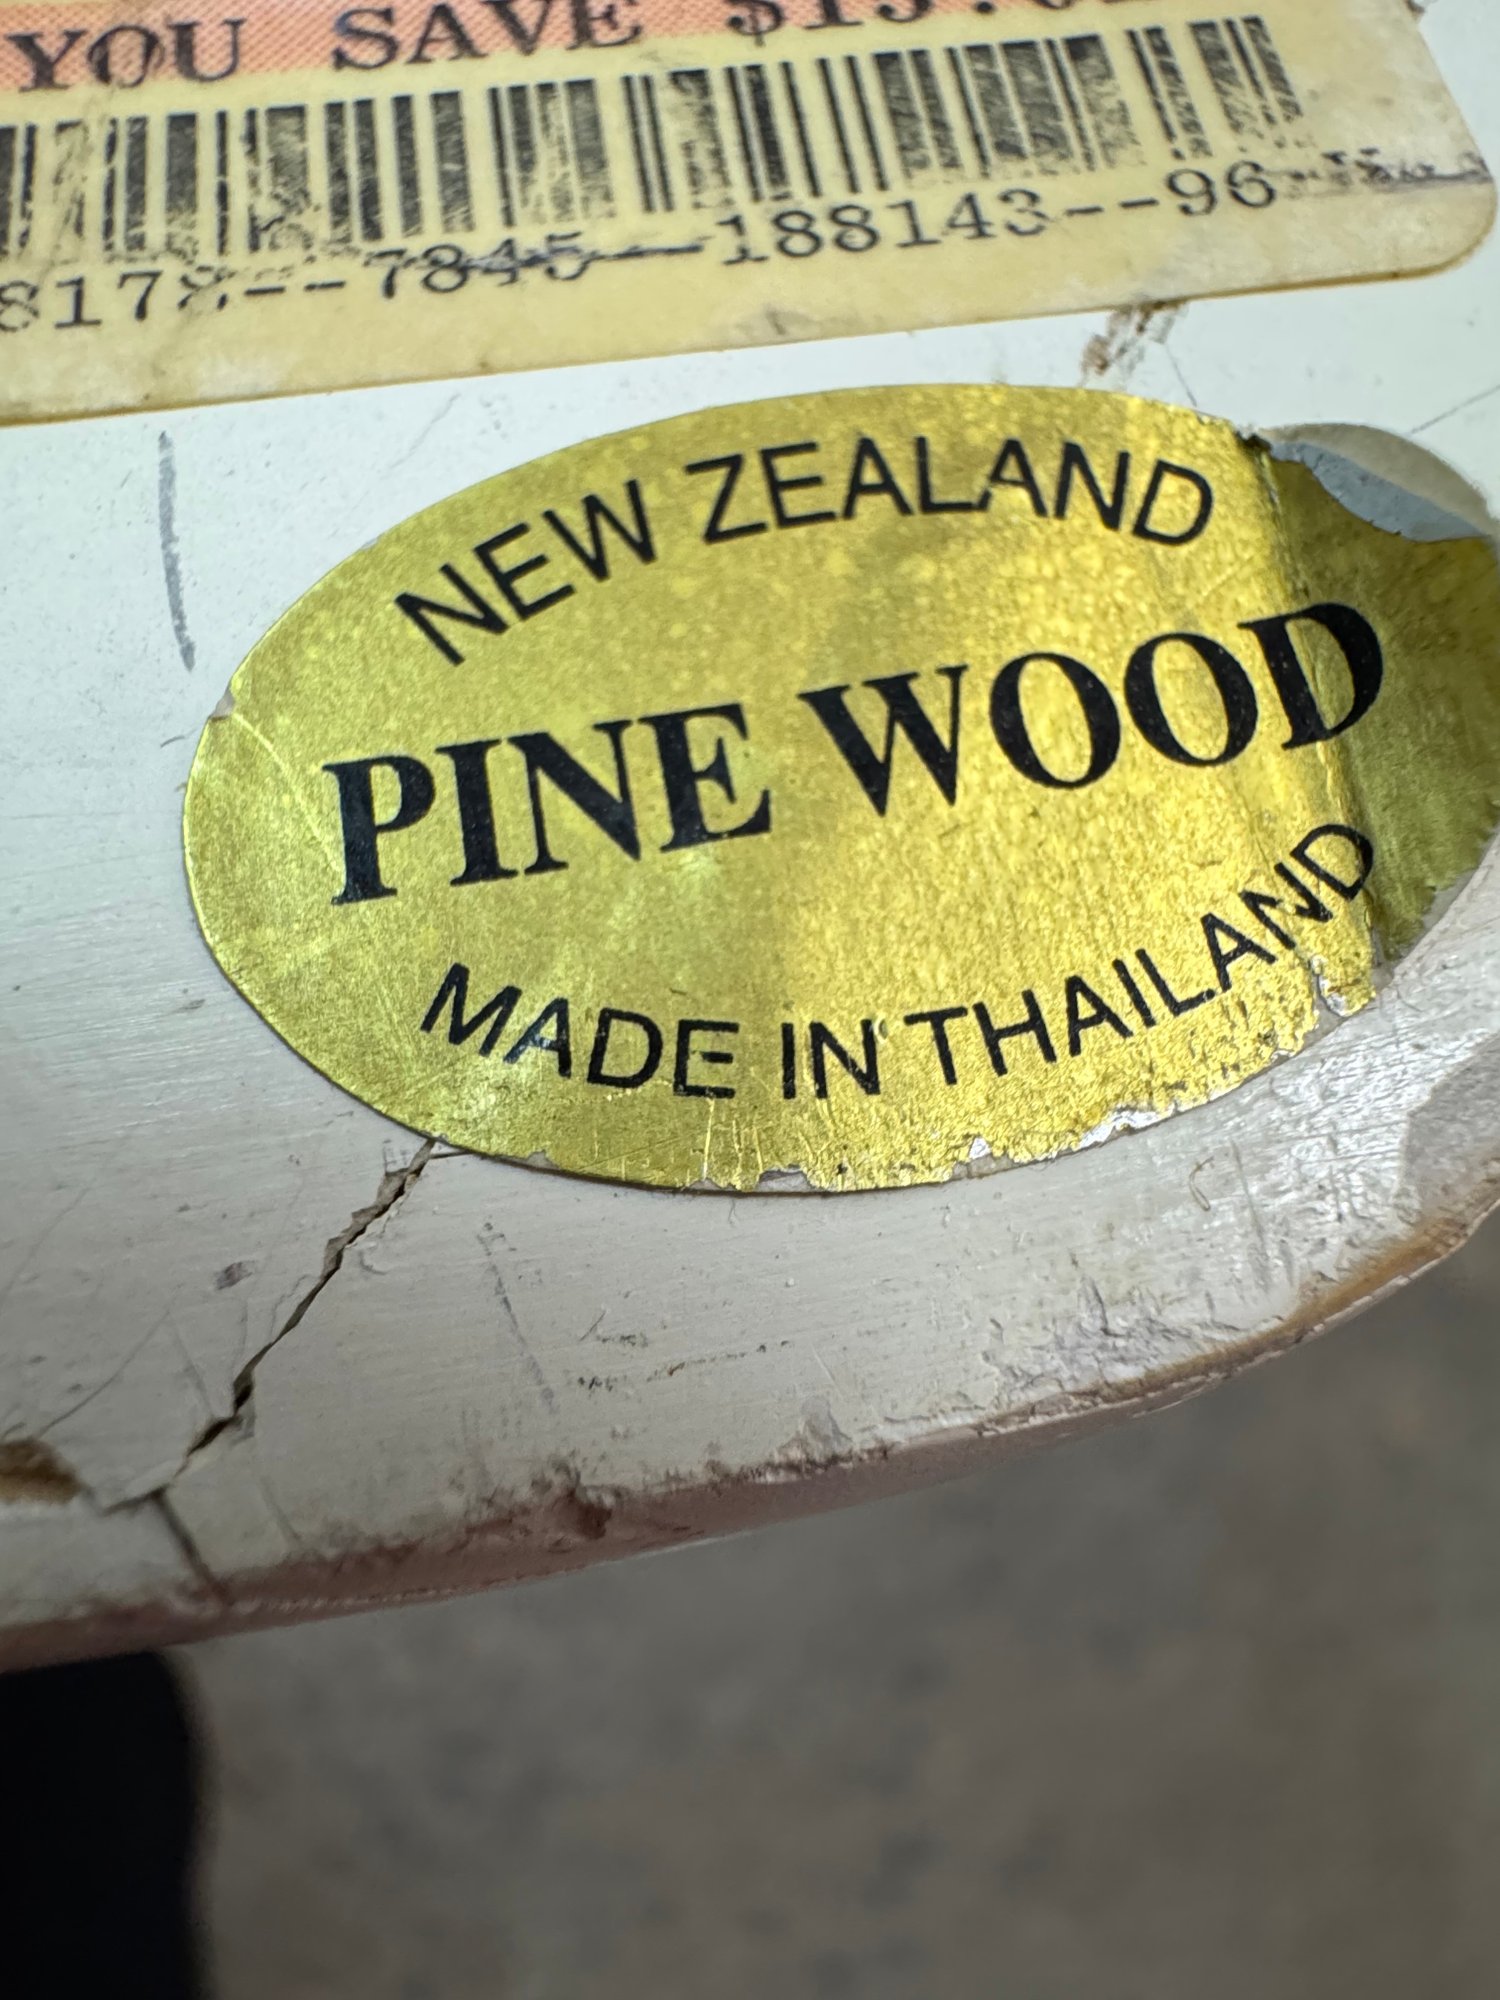 YOU SAVE
8178--7845--188143--96
NEW ZEALAND
PINE WOOD
MADE IN THAILAND